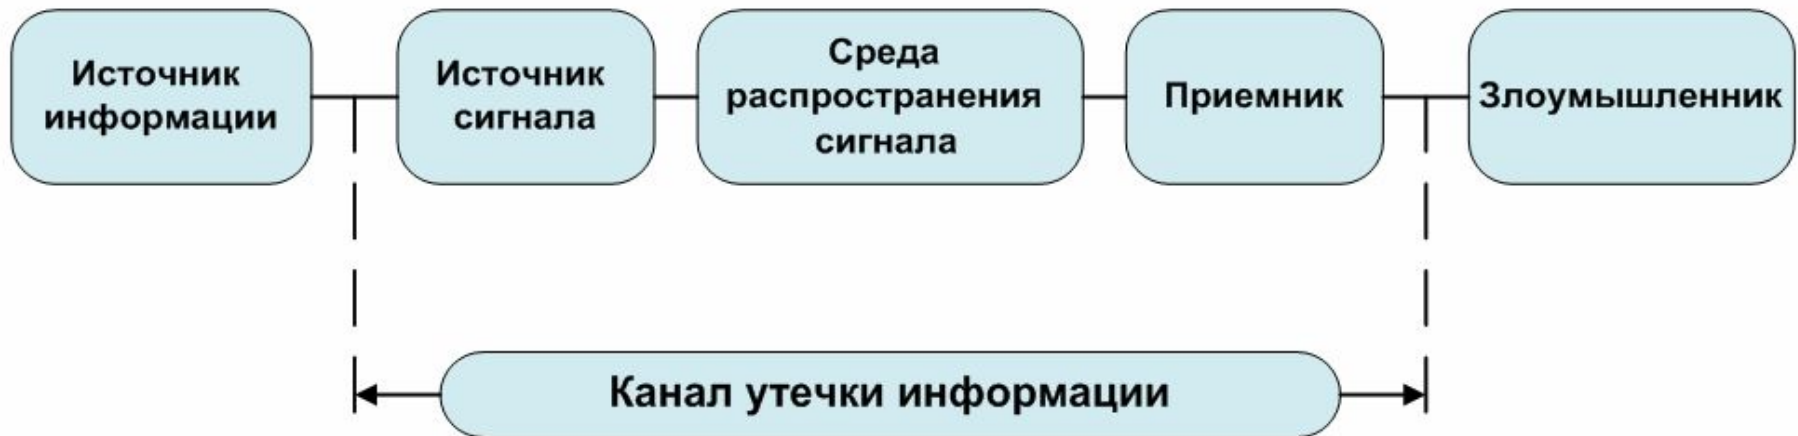 Источник
информации
Источник
сигнала
Среда
распространения
сигнала
Приемник
Злоумышленник
Канал утечки информации